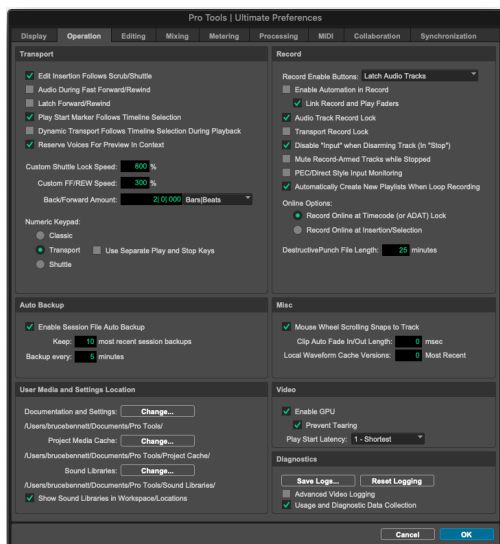 Pro Tools | Ultimate Preferences
Display Operation Editing Mixing Metering Processing MIDI Collaboration Synchronization
Transport
Edit Insertion Follows Scrub/Shuttle
Audio During Fast Forward/Rewind
Latch Forward/Rewind
Play Start Marker Follows Timeline Selection
Dynamic Transport Follows Timeline Selection During Playback
Reserve Voices For Preview In Context
Custom Shuttle Lock Speed: 800 %
Custom FF/REW Speed: 300 %
Back/Forward Amount: 2| 0| 000 Bars|Beats
Numeric Keypad:
Classic
Transport Use Separate Play and Stop Keys
Shuttle
Record
Record Enable Buttons: Latch Audio Tracks
Enable Automation in Record
Link Record and Play Faders
Audio Track Record Lock
Transport Record Lock
Disable "Input" when Disarming Track (In "Stop")
Mute Record-Armed Tracks while Stopped
PEC/Direct Style Input Monitoring
Automatically Create New Playlists When Loop Recording
Online Options:
Record Online at Timecode (or ADAT) Lock
Record Online at Insertion/Selection
DestructivePunch File Length: 25 minutes
Auto Backup
Enable Session File Auto Backup
Keep: 10 most recent session backups
Backup every: 5 minutes
Misc
Mouse Wheel Scrolling Snaps to Track
Clip Auto Fade In/Out Length: 0 msec
Local Waveform Cache Versions: 0 Most Recent
User Media and Settings Location
Documentation and Settings: Change...
/Users/brucebennett/Documents/Pro Tools/
Project Media Cache: Change...
/Users/brucebennett/Documents/Pro Tools/Project Cache/
Sound Libraries: Change...
/Users/brucebennett/Documents/Pro Tools/Sound Libraries/
Show Sound Libraries in Workspace/Locations
Video
Enable GPU
Prevent Tearing
Play Start Latency: 1 - Shortest
Diagnostics
Save Logs... Reset Logging
Advanced Video Logging
Usage and Diagnostic Data Collection
Cancel OK